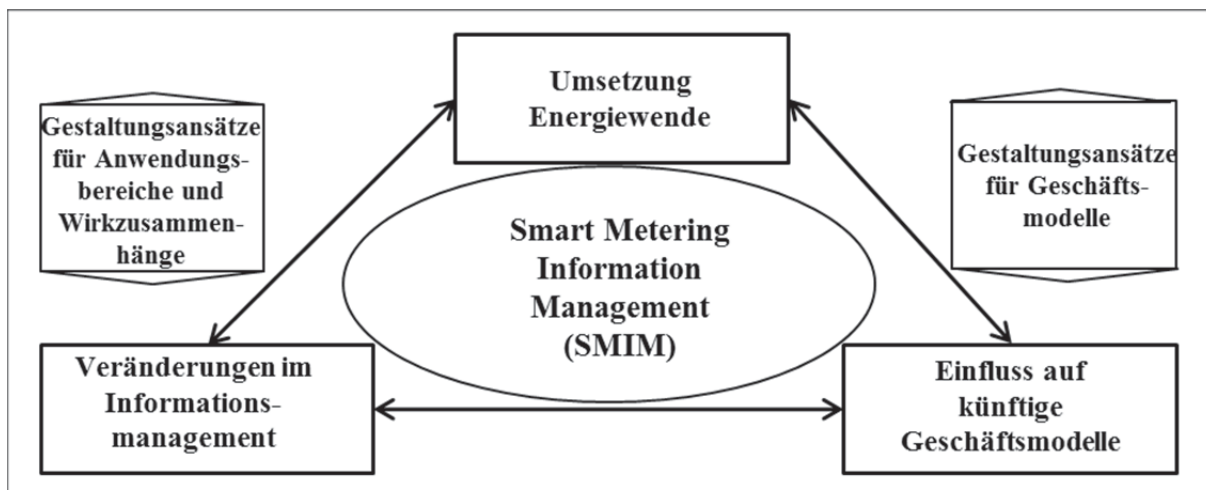 Umsetzung
Energiewende
Gestaltungsansätze
für Anwendungs-
bereiche und
Wirkzusammen-
hänge
Gestaltungsansätze
für Geschäfts-
modelle
Smart Metering
Information
Management
(SMIM)
Veränderungen im
Informations-
management
Einfluss auf
künftige
Geschäftsmodelle